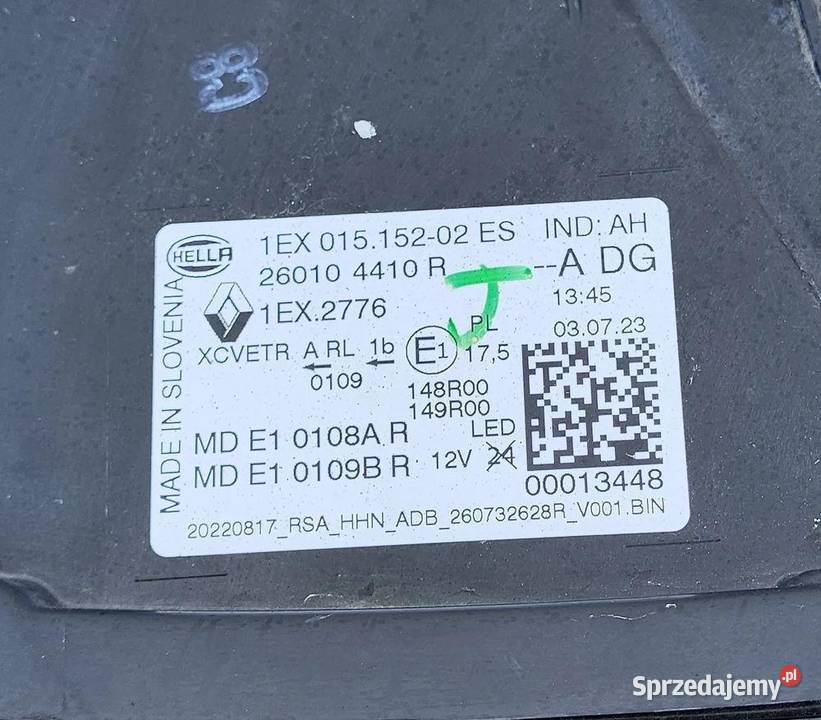 83
HELLA
1EX 015.152-02 ES IND: AH
26010 4410 R --A DG
1EX.2776 13:45
PL 03.07.23
XCVETR A RL 1b E1 17,5
0109
148R00
149R00
LED
MD E1 0108A R
MD E1 0109B R 12V 24
00013448
20220817_RSA_HHN_ADB_260732628R_V001.BIN
MADE IN SLOVENIA
Sprzedajemy.pl